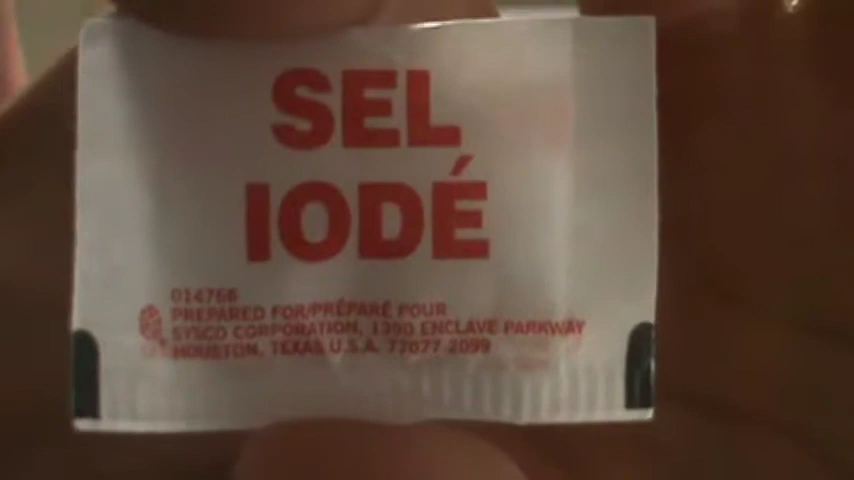 SEL
IODÉ
014766
PREPARED FOR/PRÉPARÉ POUR
SYSCO CORPORATION, 1390 ENCLAVE PARKWAY
HOUSTON, TEXAS U.S.A. 77077-2099